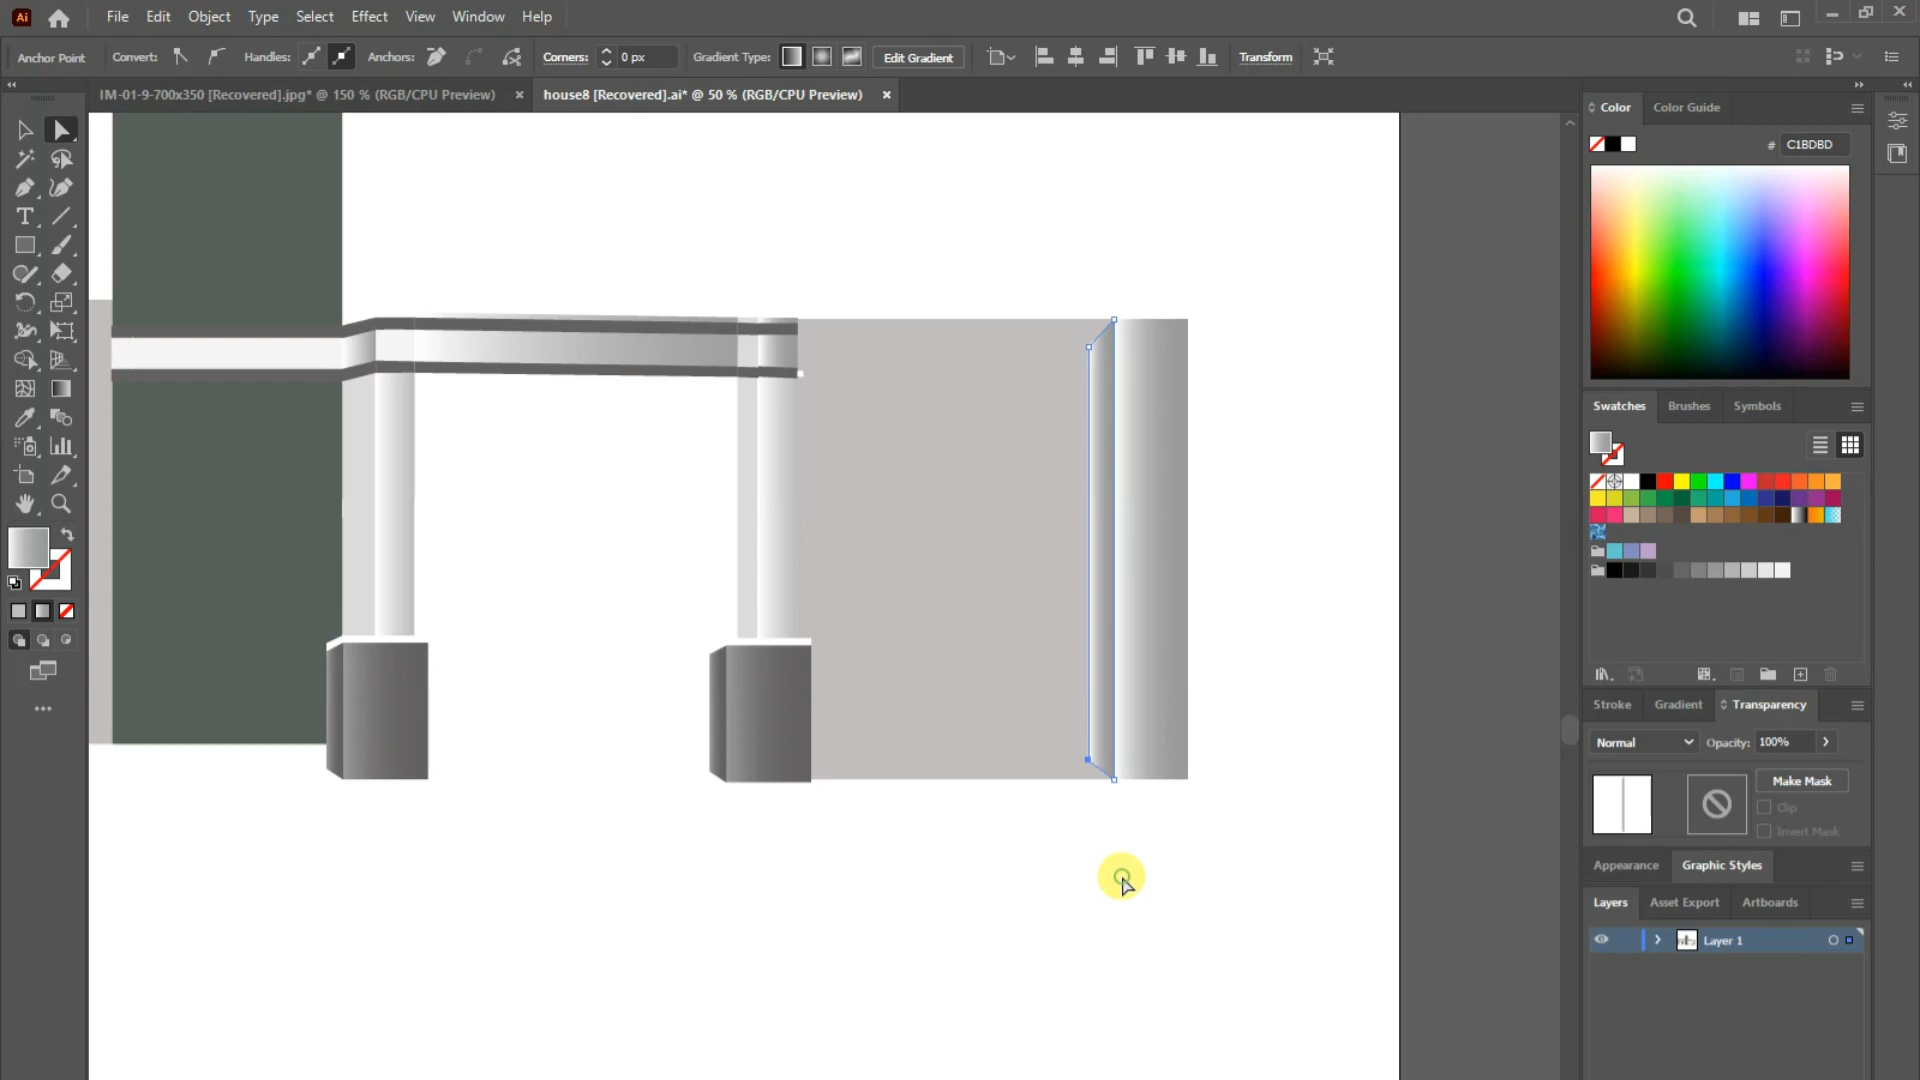 Ai File Edit Object Type Select Effect View Window Help
Anchor Point Convert: Handles: Anchors: Corners: 0 px Gradient Type: Edit Gradient Transform
IM-01-9-700x350 [Recovered].jpg* @ 150 % (RGB/CPU Preview) house8 [Recovered].ai* @ 50 % (RGB/CPU Preview)
Color Color Guide
# C1BDBD
Swatches Brushes Symbols
Stroke Gradient Transparency
Normal Opacity: 100%
Make Mask
Clip
Invert Mask
Appearance Graphic Styles
Layers Asset Export Artboards
Layer 1